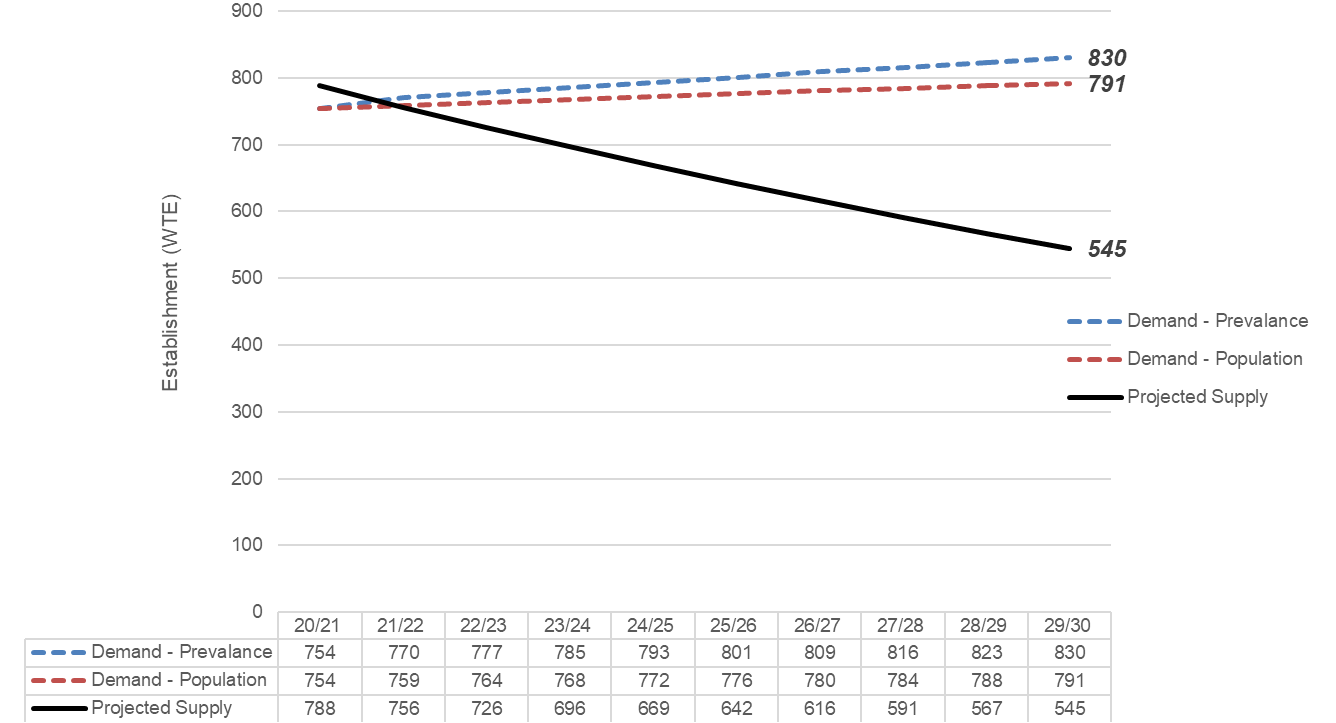 900
800
700
600
500
400
300
200
100
0
Establishment (WTE)
830
791
545
Demand - Prevalance
Demand - Population
Projected Supply
20/21 21/22 22/23 23/24 24/25 25/26 26/27 27/28 28/29 29/30
Demand - Prevalance 754 770 777 785 793 801 809 816 823 830
Demand - Population 754 759 764 768 772 776 780 784 788 791
Projected Supply 788 756 726 696 669 642 616 591 567 545